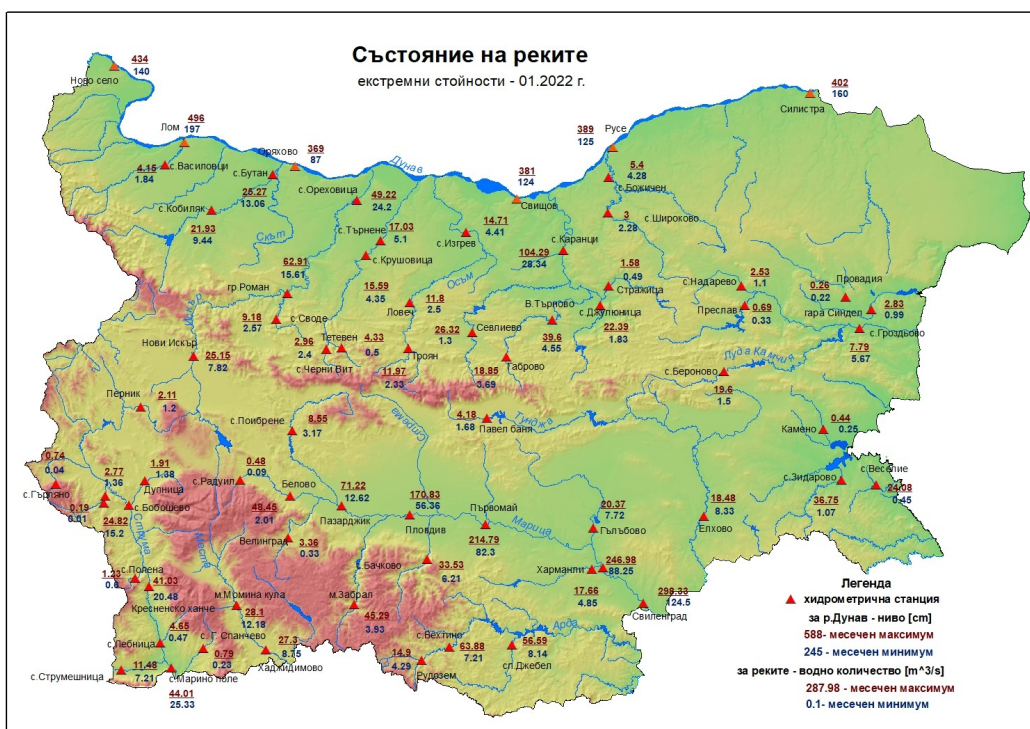 Състояние на реките
екстремни стойности - 01.2022 г.
434
140
Ново село
402
160
Силистра
496
197
Лом
389
125
Русе
369
87
Оряхово
Дунав
381
124
Свищов
4.15
1.84
с.Василовци
с.Бутан
25.27
13.06
с.Ореховица
49.22
24.2
5.4
4.28
с.Божичен
с.Кобиляк
21.93
9.44
Скът
с.Търнене
17.03
5.1
с.Крушовица
14.71
4.41
с.Изгрев
3
2.28
с.Широково
с.Каранци
104.29
28.34
62.91
15.61
гр.Роман
15.59
4.35
Осъм
1.58
0.49
Стражица
с.Надарево
2.53
1.1
Провадия
0.26
0.22
Искър
11.8
2.5
Ловеч
В.Търново
с.Джулюница
Преслав
0.69
0.33
гара Синдел
2.83
0.99
с.Гроздьово
9.18
2.57
с.Своде
26.32
1.3
Севлиево
39.6
4.55
22.39
1.83
7.79
5.67
Нови Искър
25.15
7.82
Тетевен
2.96
2.4
с.Черни Вит
4.33
0.5
Троян
11.97
2.33
18.85
3.69
Габрово
Луда Камчия
с.Бероново
19.6
1.5
Перник
2.11
1.2
с.Поибрене
8.55
3.17
Стряма
4.18
1.68
Павел баня
Тунджа
0.44
0.25
Камено
0.74
0.04
с.Гърляно
2.77
1.36
1.91
1.38
Дупница
с.Радуил
0.48
0.09
Белово
71.22
12.62
Пазарджик
170.83
56.36
Пловдив
Първомай
214.79
82.3
Марица
20.37
7.72
Гълъбово
18.48
8.33
Елхово
с.Зидарово
36.75
1.07
с.Веселие
24.08
0.45
0.19
0.01
24.82
15.2
с.Бобошево
Струма
Места
48.45
2.01
Велинград
3.36
0.33
с.Бачково
33.53
6.21
Харманли
17.66
4.85
246.98
88.25
298.33
124.5
Свиленград
с.Полена
1.23
0.6
41.03
20.48
Кресненско ханче
м.Момина кула
28.1
12.18
м.Забрал
45.29
3.93
4.65
0.47
с.Лебница
с. Г. Спанчево
0.79
0.23
27.3
8.75
Хаджидимово
с.Вехтино
63.88
7.21
14.9
4.29
Рудозем
56.59
8.14
сп.Джебел
Арда
11.48
7.21
с.Струмешница
с.Марино поле
44.01
25.33
Легенда
хидрометрична станция
за р.Дунав - ниво [cm]
588- месечен максимум
245 - месечен минимум
за реките - водно количество [m^3/s]
287.98 - месечен максимум
0.1- месечен минимум